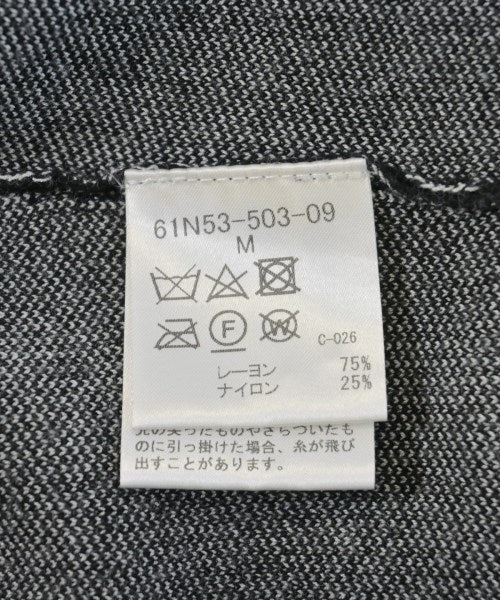 61N53-503-09
M
F W
C-026
レーヨン 75%
ナイロン 25%
先の尖ったものやざらついたも
のに引っ掛けた場合、糸が飛び
出すことがあります。